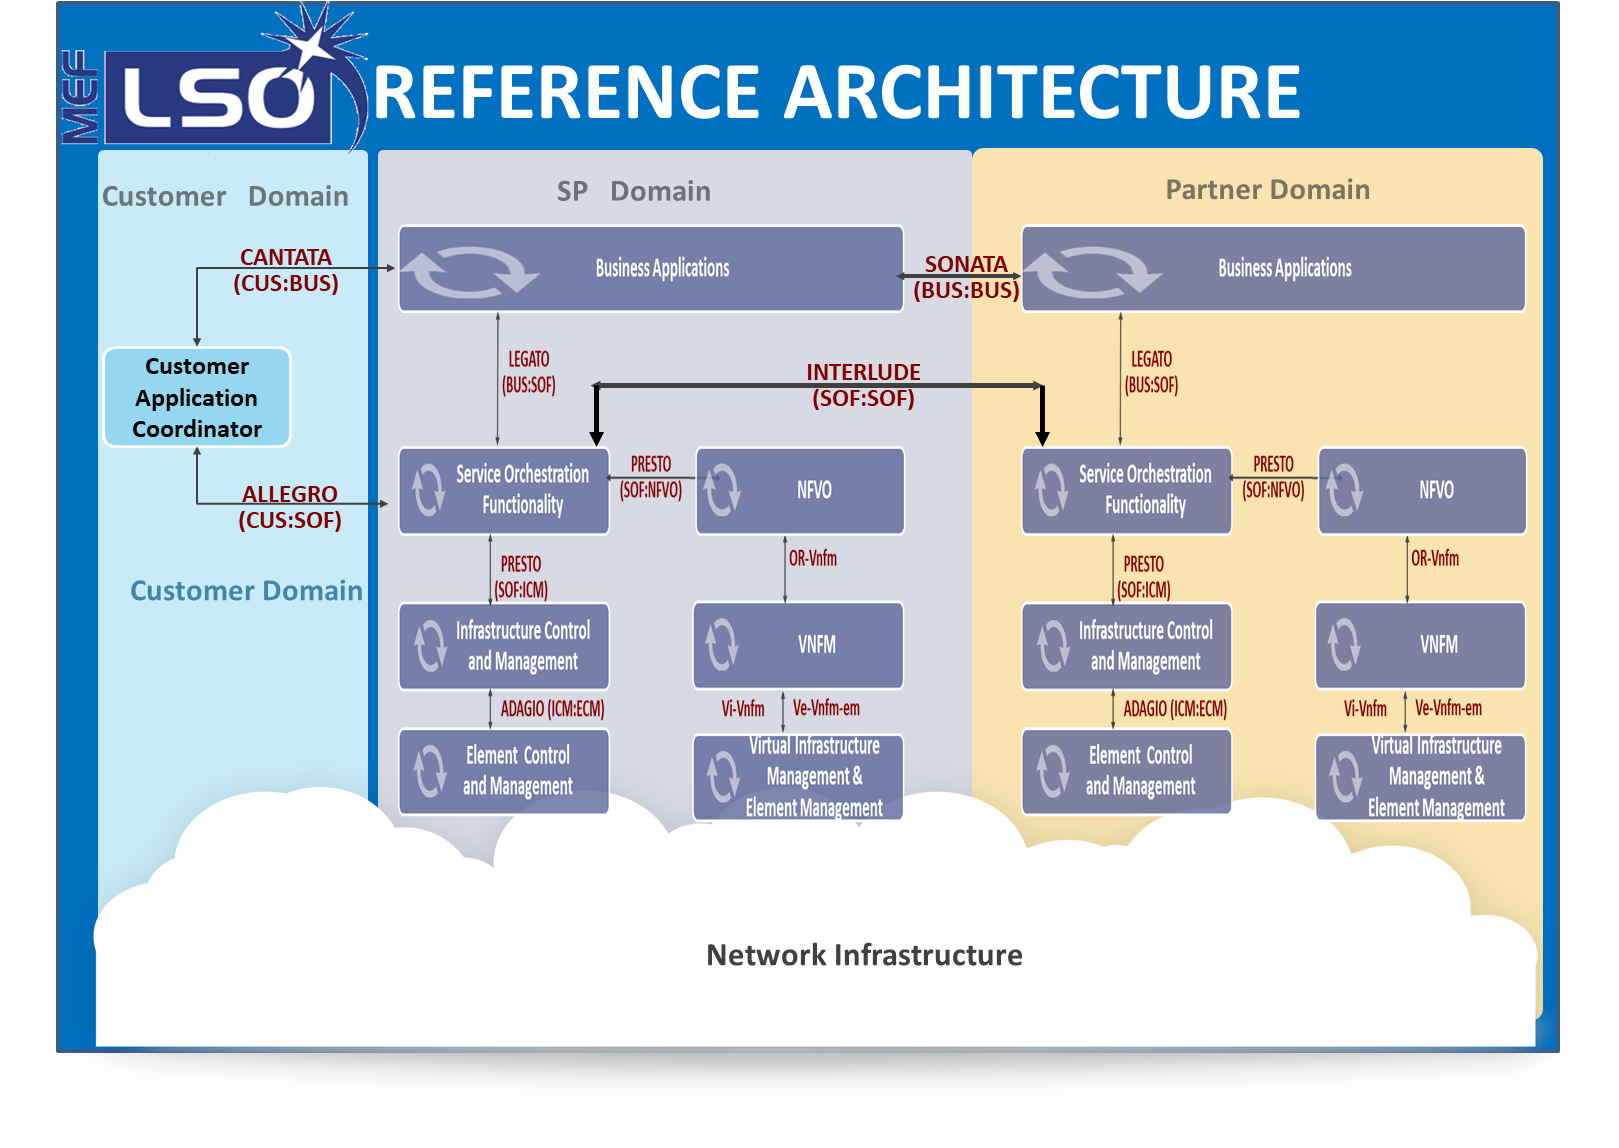 MEF
LSO
REFERENCE ARCHITECTURE
Customer Domain
SP Domain
Partner Domain
CANTATA
(CUS:BUS)
Business Applications
SONATA
(BUS:BUS)
Business Applications
Customer
Application
Coordinator
LEGATO
(BUS:SOF)
INTERLUDE
(SOF:SOF)
LEGATO
(BUS:SOF)
ALLEGRO
(CUS:SOF)
Service Orchestration
Functionality
PRESTO
(SOF:NFVO)
NFVO
Service Orchestration
Functionality
PRESTO
(SOF:NFVO)
NFVO
PRESTO
(SOF:ICM)
OR-Vnfm
PRESTO
(SOF:ICM)
OR-Vnfm
Customer Domain
Infrastructure Control
and Management
VNFM
Infrastructure Control
and Management
VNFM
ADAGIO (ICM:ECM)
Vi-Vnfm
Ve-Vnfm-em
ADAGIO (ICM:ECM)
Vi-Vnfm
Ve-Vnfm-em
Element Control
and Management
Virtual Infrastructure
Management &
Element Management
Element Control
and Management
Virtual Infrastructure
Management &
Element Management
Network Infrastructure